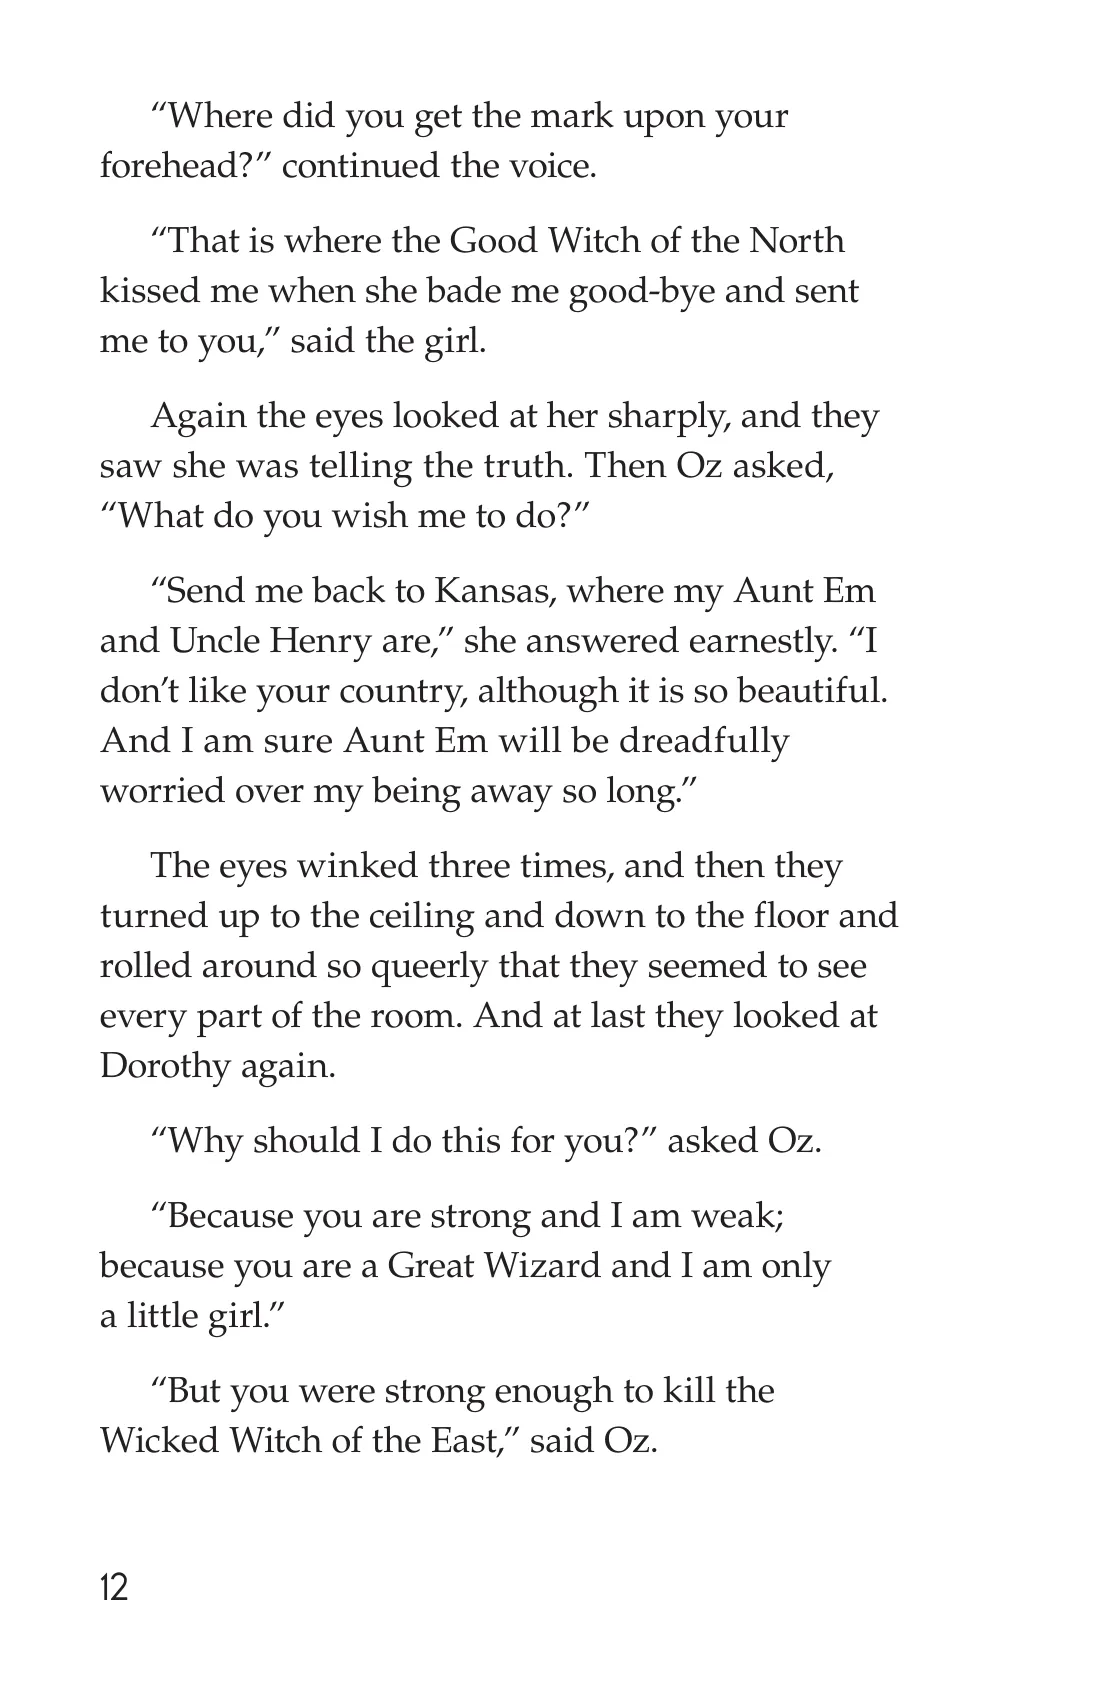 “Where did you get the mark upon your
forehead?” continued the voice.
“That is where the Good Witch of the North
kissed me when she bade me good-bye and sent
me to you,” said the girl.
Again the eyes looked at her sharply, and they
saw she was telling the truth. Then Oz asked,
“What do you wish me to do?”
“Send me back to Kansas, where my Aunt Em
and Uncle Henry are,” she answered earnestly. “I
don’t like your country, although it is so beautiful.
And I am sure Aunt Em will be dreadfully
worried over my being away so long.”
The eyes winked three times, and then they
turned up to the ceiling and down to the floor and
rolled around so queerly that they seemed to see
every part of the room. And at last they looked at
Dorothy again.
“Why should I do this for you?” asked Oz.
“Because you are strong and I am weak;
because you are a Great Wizard and I am only
a little girl.”
“But you were strong enough to kill the
Wicked Witch of the East,” said Oz.
12